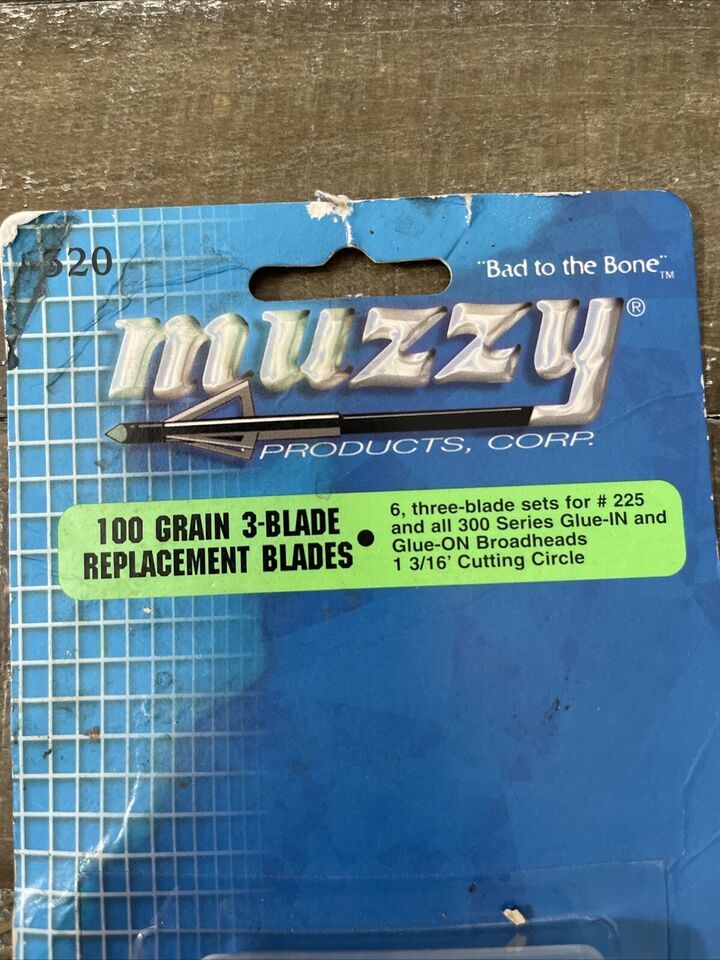 320
"Bad to the Bone"™
muzzy®
PRODUCTS, CORP.
100 GRAIN 3-BLADE
REPLACEMENT BLADES
• 6, three-blade sets for # 225
and all 300 Series Glue-IN and
Glue-ON Broadheads
1 3/16' Cutting Circle